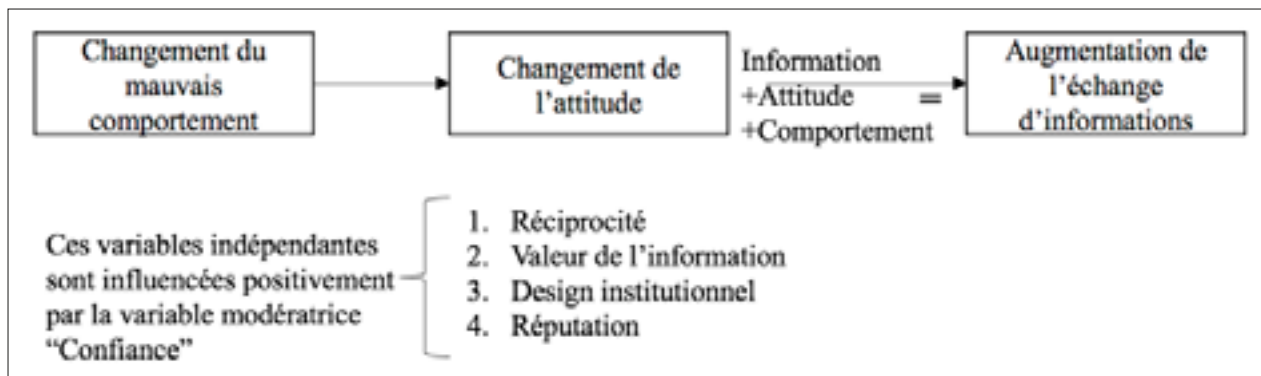 Changement du
mauvais
comportement
Changement de
l'attitude
Information
+Attitude =
+Comportement
Augmentation de
l'échange
d'informations
Ces variables indépendantes
sont influencées positivement
par la variable modératrice
“Confiance”
1. Réciprocité
2. Valeur de l'information
3. Design institutionnel
4. Réputation